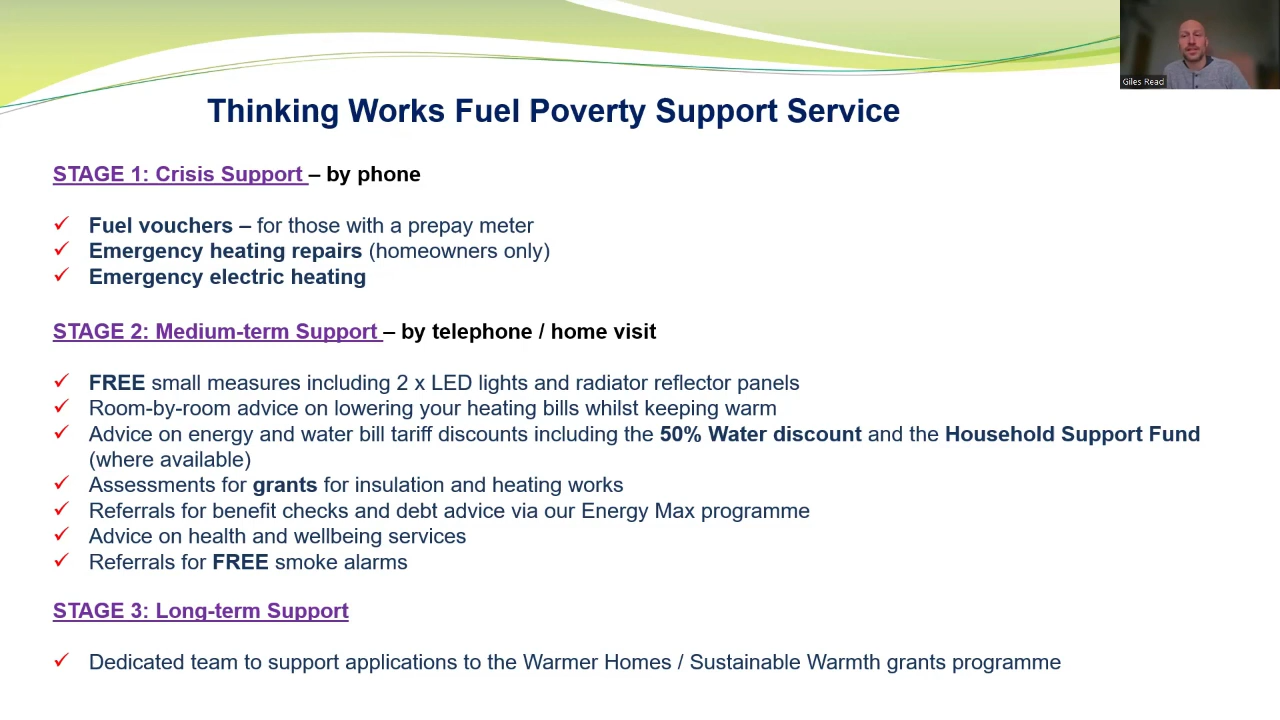 Giles Read
Thinking Works Fuel Poverty Support Service
STAGE 1: Crisis Support – by phone
✓ Fuel vouchers – for those with a prepay meter
✓ Emergency heating repairs (homeowners only)
✓ Emergency electric heating
STAGE 2: Medium-term Support – by telephone / home visit
✓ FREE small measures including 2 x LED lights and radiator reflector panels
✓ Room-by-room advice on lowering your heating bills whilst keeping warm
✓ Advice on energy and water bill tariff discounts including the 50% Water discount and the Household Support Fund
(where available)
✓ Assessments for grants for insulation and heating works
✓ Referrals for benefit checks and debt advice via our Energy Max programme
✓ Advice on health and wellbeing services
✓ Referrals for FREE smoke alarms
STAGE 3: Long-term Support
✓ Dedicated team to support applications to the Warmer Homes / Sustainable Warmth grants programme